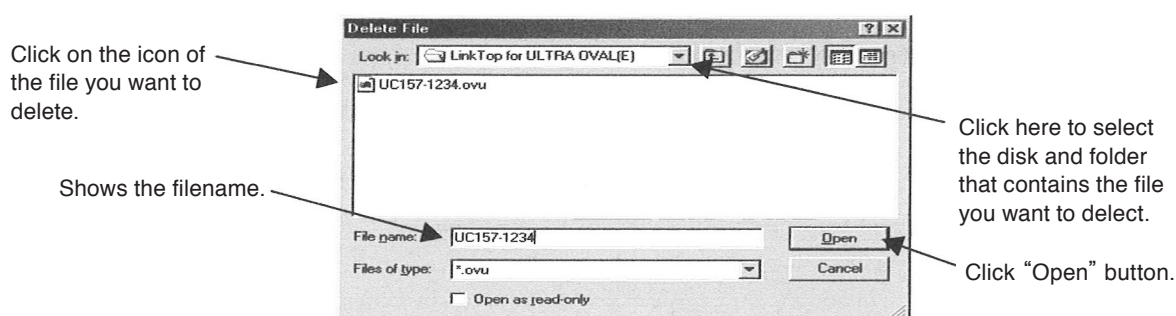 Delete File
Click on the icon of
the file you want to
delete.
Look in: LinkTop for ULTRA OVAL(E)
UC157-1234.ovu
Click here to select
the disk and folder
that contains the file
you want to delect.
Shows the filename.
File name: UC157-1234 Open
Files of type: *.ovu Cancel
Click “Open” button.
Open as read-only